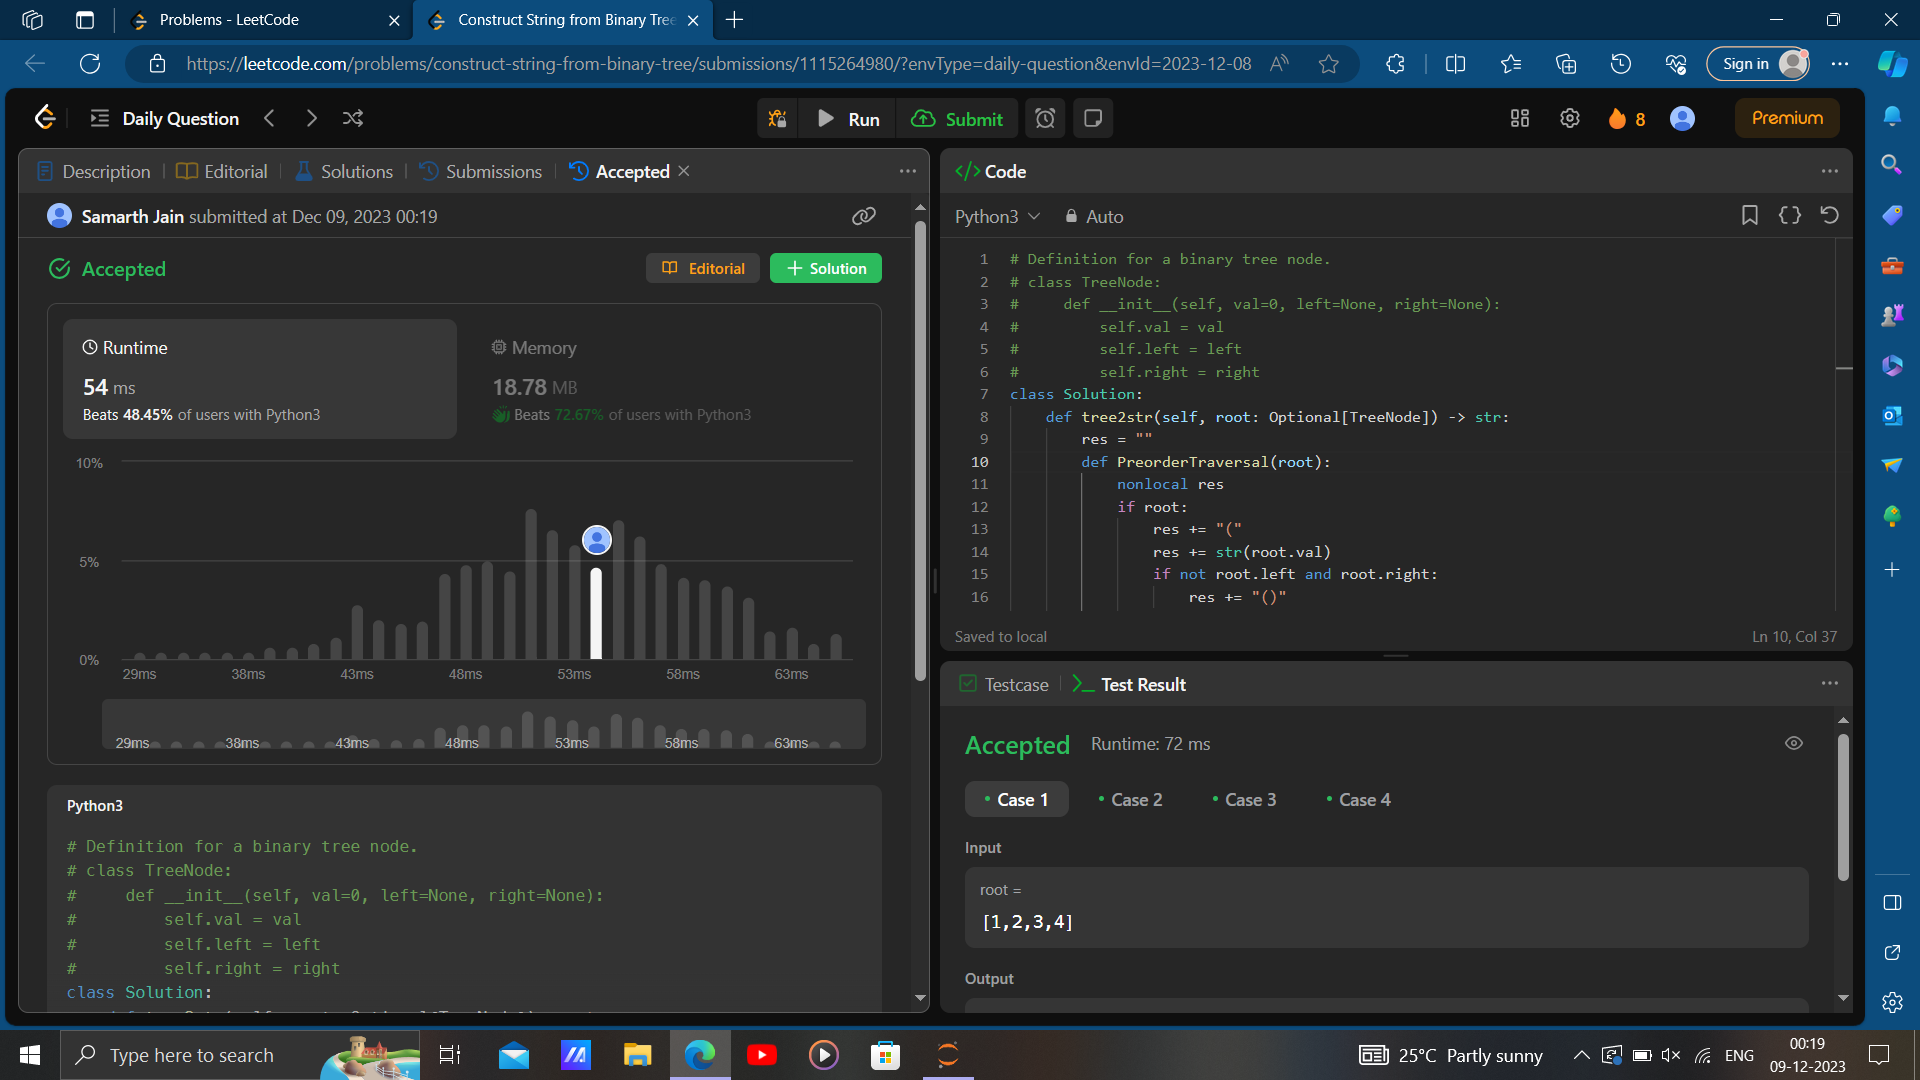 Problems - LeetCode
Construct String from Binary Tree
https://leetcode.com/problems/construct-string-from-binary-tree/submissions/1115264980/?envType=daily-question&envId=2023-12-08
Sign in
Daily Question
Run
Submit
8
Premium
Description
Editorial
Solutions
Submissions
Accepted
Samarth Jain submitted at Dec 09, 2023 00:19
Accepted
Editorial
Solution
Runtime
54 ms
Beats 48.45% of users with Python3
Memory
18.78 MB
Beats 72.67% of users with Python3
10%
5%
0%
29ms 38ms 43ms 48ms 53ms 58ms 63ms
29ms 38ms 43ms 48ms 53ms 58ms 63ms
Python3
# Definition for a binary tree node.
# class TreeNode:
#     def __init__(self, val=0, left=None, right=None):
#         self.val = val
#         self.left = left
#         self.right = right
class Solution:
Code
Python3
Auto
1 # Definition for a binary tree node.
2 # class TreeNode:
3 #     def __init__(self, val=0, left=None, right=None):
4 #         self.val = val
5 #         self.left = left
6 #         self.right = right
7 class Solution:
8     def tree2str(self, root: Optional[TreeNode]) -> str:
9         res = ""
10         def PreorderTraversal(root):
11             nonlocal res
12             if root:
13                 res += "("
14                 res += str(root.val)
15                 if not root.left and root.right:
16                     res += "()"
Saved to local
Ln 10, Col 37
Testcase
Test Result
Accepted
Runtime: 72 ms
Case 1
Case 2
Case 3
Case 4
Input
root =
[1,2,3,4]
Output
Type here to search
25°C Partly sunny
ENG
00:19
09-12-2023